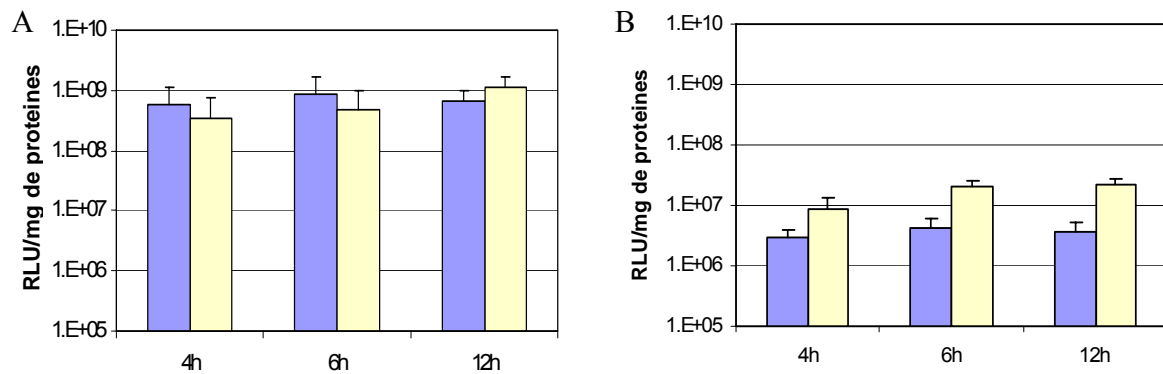 A
RLU/mg de proteines
1.E+10
1.E+09
1.E+08
1.E+07
1.E+06
1.E+05
4h
6h
12h
B
RLU/mg de proteines
1.E+10
1.E+09
1.E+08
1.E+07
1.E+06
1.E+05
4h
6h
12h